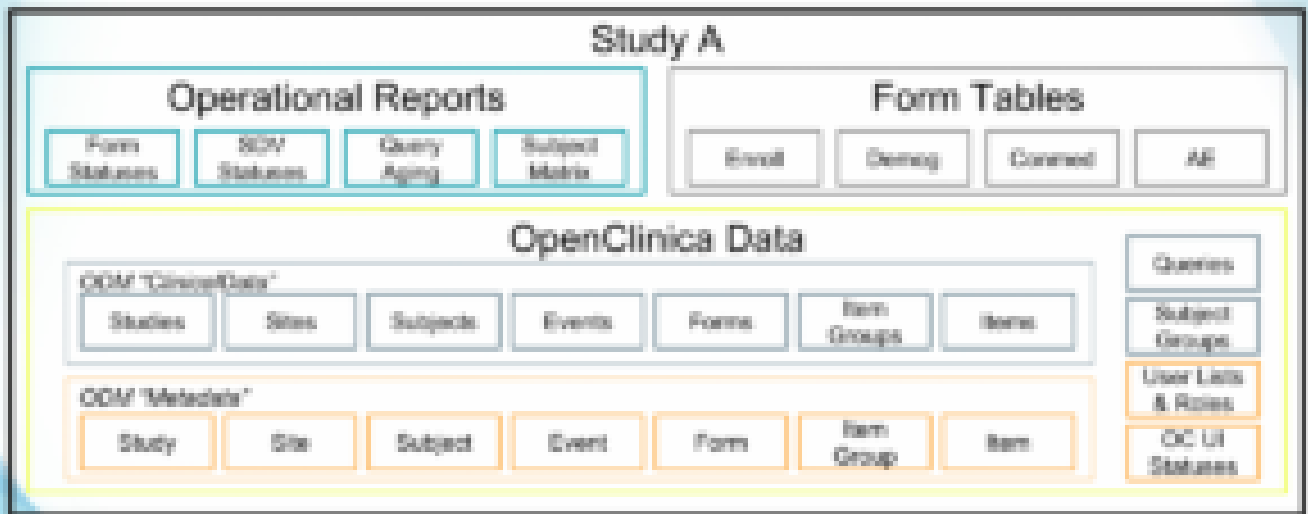 Study A
Operational Reports
Form
Statuses
SDV
Statuses
Query
Aging
Subject
Matrix
Form Tables
Enroll
Demog
Conmed
AE
OpenClinica Data
ODM "ClinicalData"
Studies
Sites
Subjects
Events
Forms
Item
Groups
Items
ODM "Metadata"
Study
Site
Subject
Event
Form
Item
Group
Item
Queries
Subject
Groups
User Lists
& Roles
OC UI
Statuses